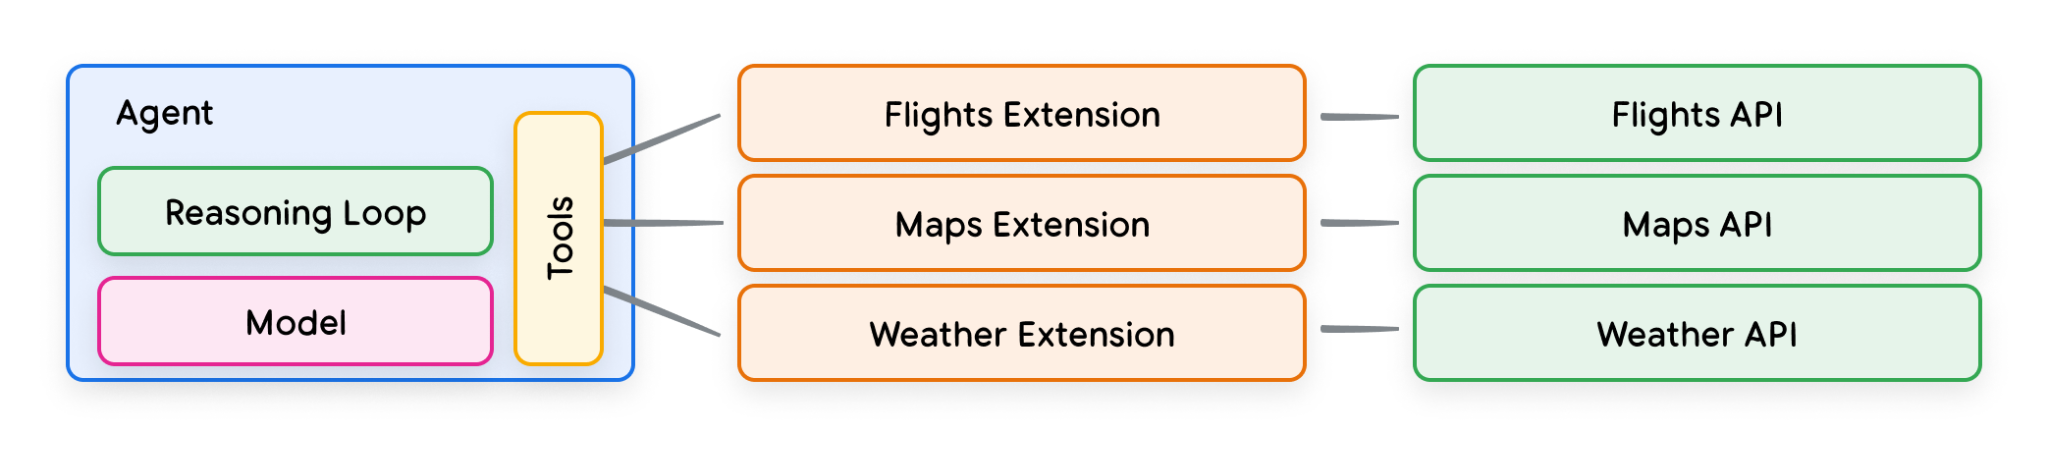 Agent
Reasoning Loop
Model
Tools
Flights Extension
Maps Extension
Weather Extension
Flights API
Maps API
Weather API